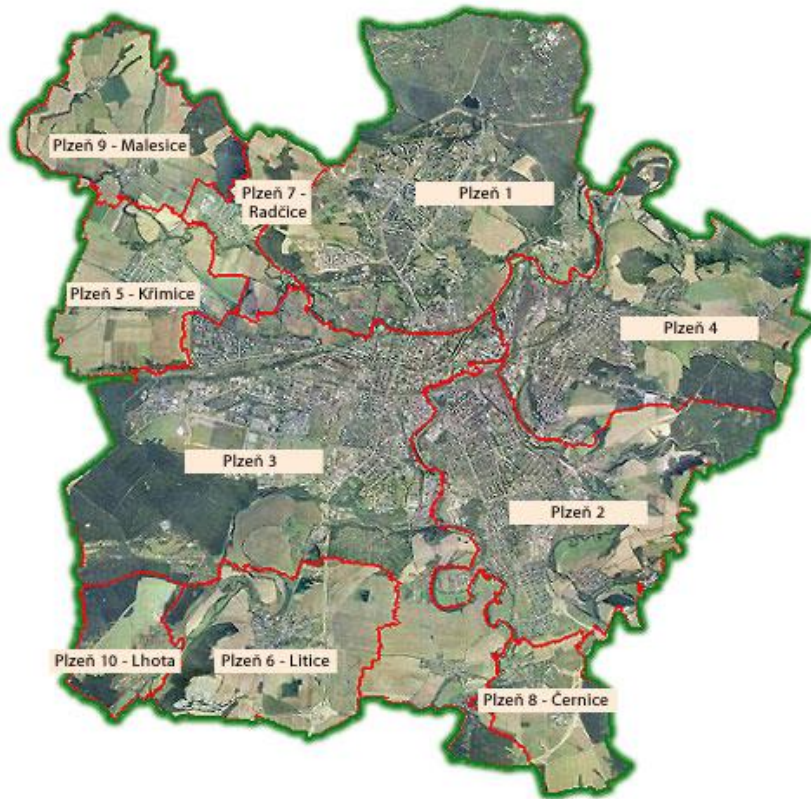 Plzeň 9 - Malesice
Plzeň 7 -
Radčice
Plzeň 1
Plzeň 5 - Křimice
Plzeň 4
Plzeň 3
Plzeň 2
Plzeň 10 - Lhota
Plzeň 6 - Litice
Plzeň 8 - Černice